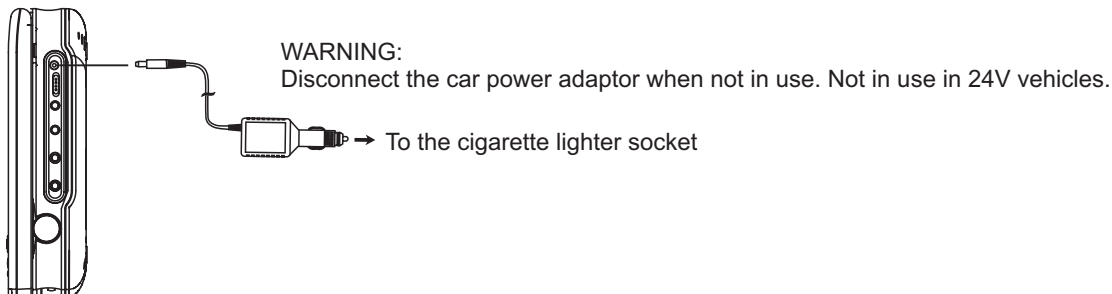 WARNING:
Disconnect the car power adaptor when not in use. Not in use in 24V vehicles.
To the cigarette lighter socket